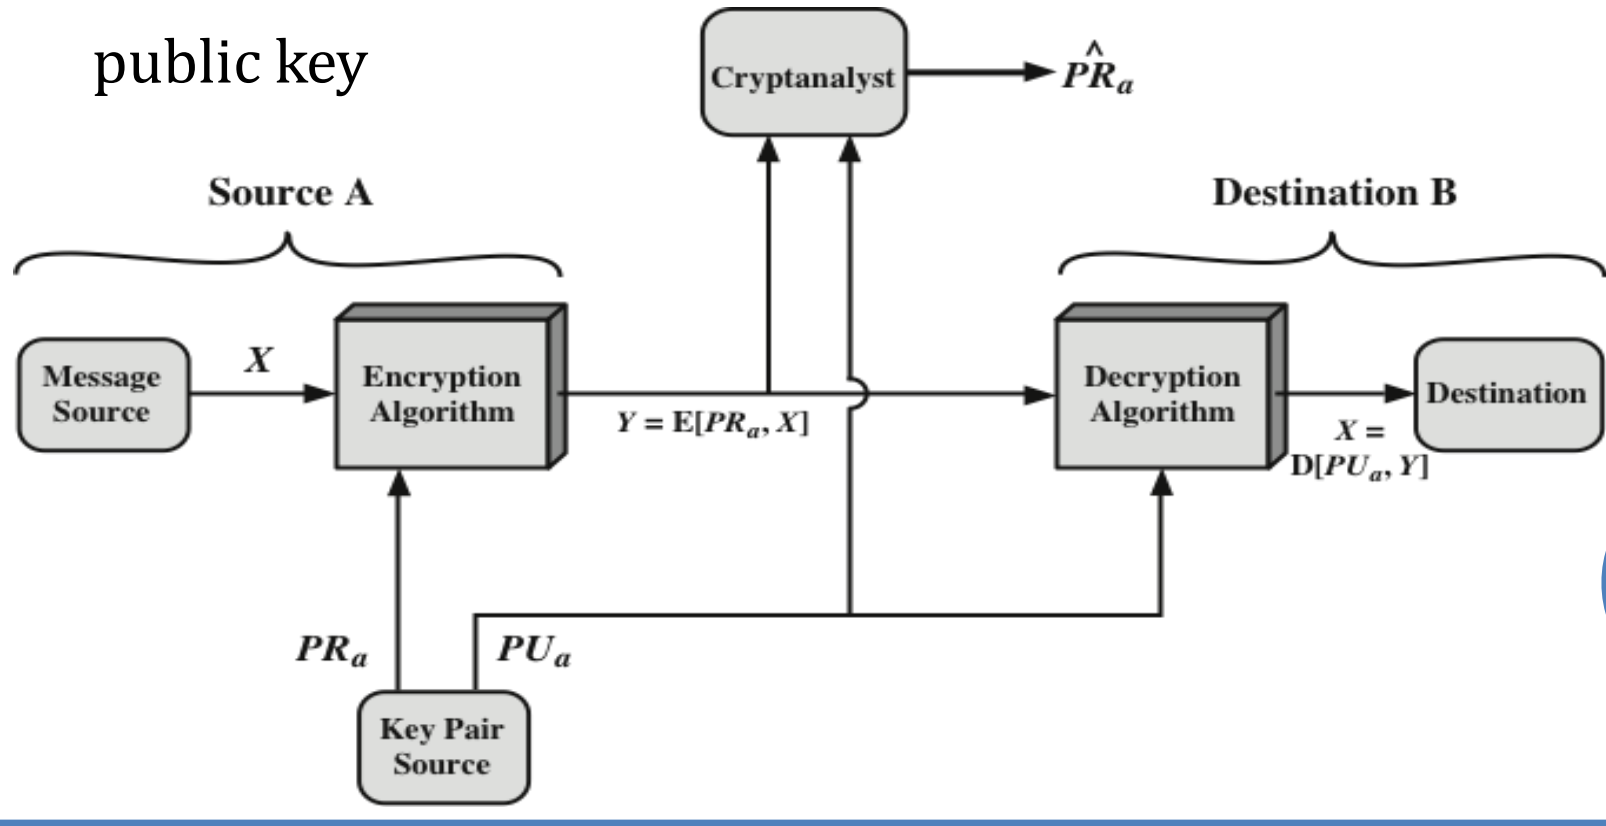 public key
Cryptanalyst
P̂Rₐ
Source A
Destination B
Message
Source
X
Encryption
Algorithm
Y = E[PRₐ, X]
Decryption
Algorithm
X =
D[PUₐ, Y]
Destination
PRₐ
PUₐ
Key Pair
Source